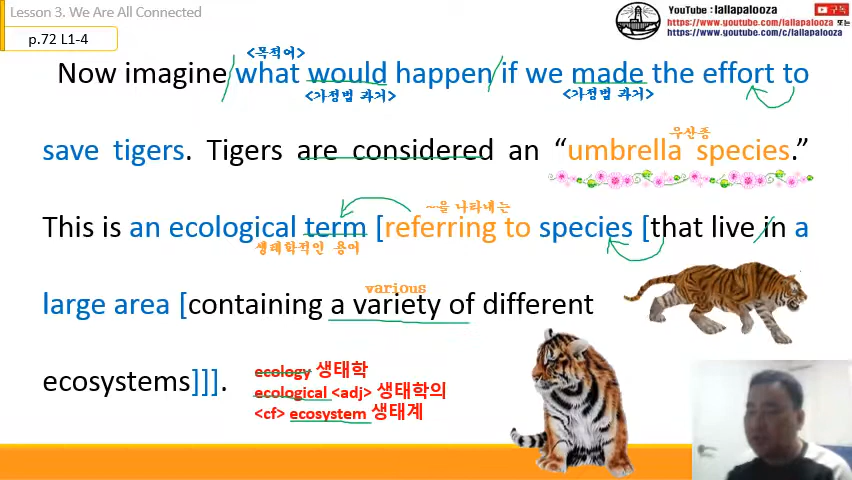 Lesson 3. We Are All Connected
p.72 L1-4
YouTube : lallapalooza
구독
https://www.youtube.com/lallapalooza 또는
https://www.youtube.com/c/lallapalooza
<목적어>
Now imagine what would happen if we made the effort to
<가정법 과거> <가정법 과거>
우산종
save tigers. Tigers are considered an “umbrella species.”
~~을 나타내는
This is an ecological term [referring to species [that live in a
생태학적인 용어
various
large area [containing a variety of different
ecosystems]]].
ecology 생태학
ecological <adj> 생태학의
<cf> ecosystem 생태계